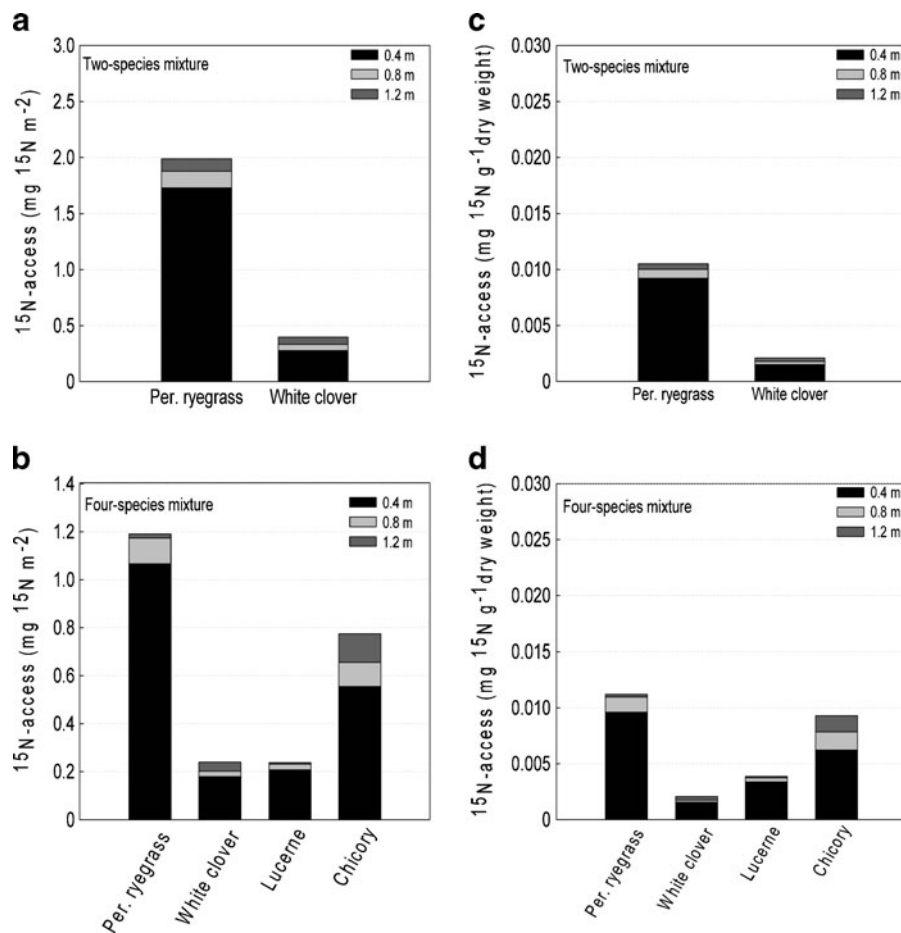 a
15N-access (mg 15N m-2)
3.0
2.5
2.0
1.5
1.0
0.5
0
Two-species mixture
0.4 m
0.8 m
1.2 m
Per. ryegrass
White clover
c
15N-access (mg 15N g-1dry weight)
0.030
0.025
0.020
0.015
0.010
0.005
0
Two-species mixture
0.4 m
0.8 m
1.2 m
Per. ryegrass
White clover
b
15N-access (mg 15N m-2)
1.4
1.2
1.0
0.8
0.6
0.4
0.2
0
Four-species mixture
0.4 m
0.8 m
1.2 m
Per. ryegrass
White clover
Lucerne
Chicory
d
15N-access (mg 15N g-1dry weight)
0.030
0.025
0.020
0.015
0.010
0.005
0
Four-species mixture
0.4 m
0.8 m
1.2 m
Per. ryegrass
White clover
Lucerne
Chicory